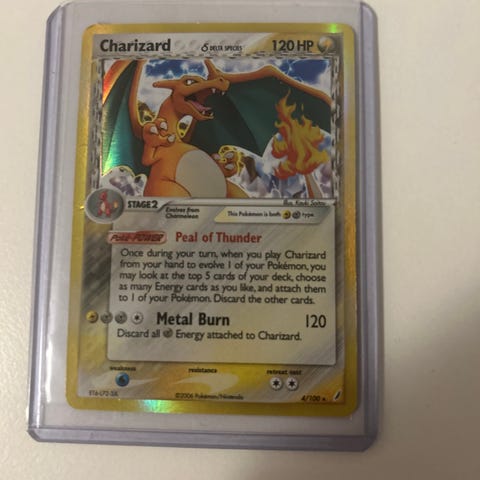 Charizard δ DELTA SPECIES 120 HP
Illus. Kouki Saitou
STAGE 2 Evolves from Charmeleon
This Pokémon is both type.
Poké-POWER Peal of Thunder
Once during your turn, when you play Charizard
from your hand to evolve 1 of your Pokémon, you
may look at the top 5 cards of your deck, choose
as many Energy cards as you like, and attach them
to 1 of your Pokémon. Discard the other cards.
Metal Burn 120
Discard all Energy attached to Charizard.
weakness resistance retreat cost
©2006 Pokémon/Nintendo 4/100 ★